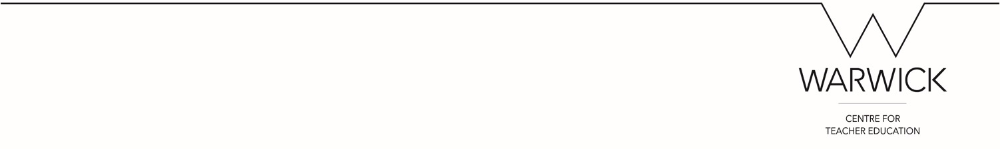 WARWICK
CENTRE FOR
TEACHER EDUCATION